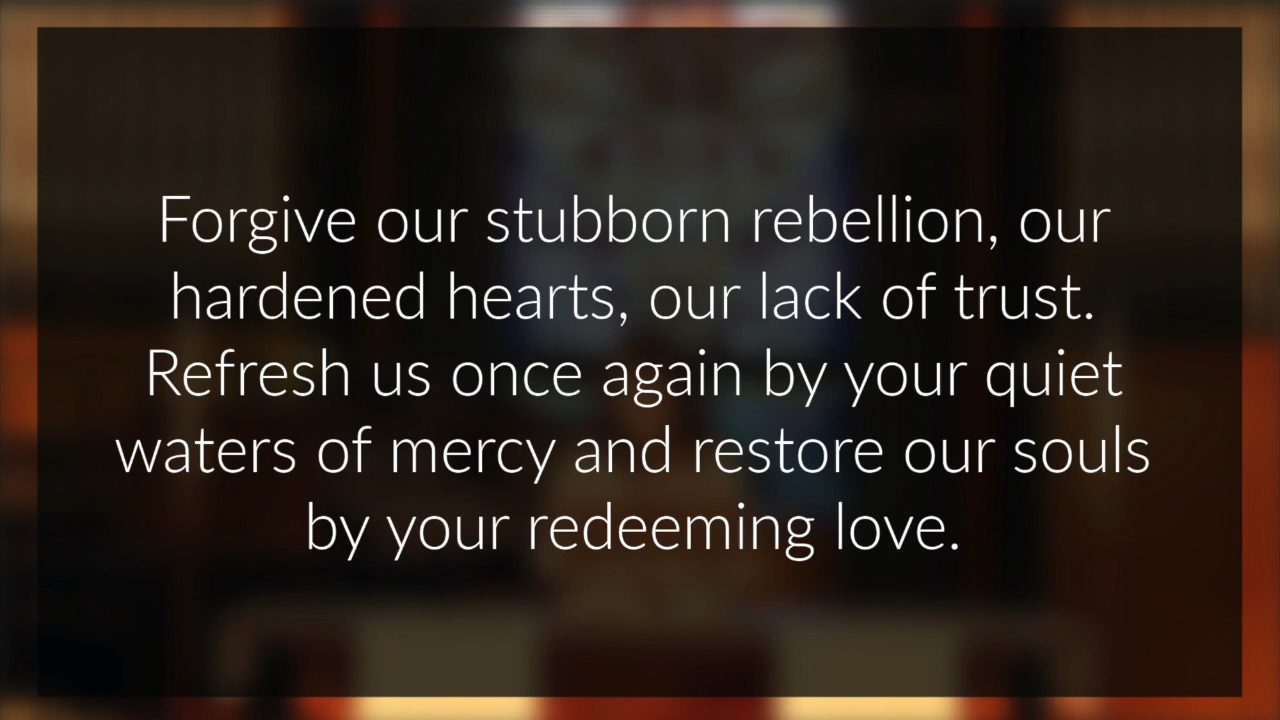 Forgive our stubborn rebellion, our
hardened hearts, our lack of trust.
Refresh us once again by your quiet
waters of mercy and restore our souls
by your redeeming love.